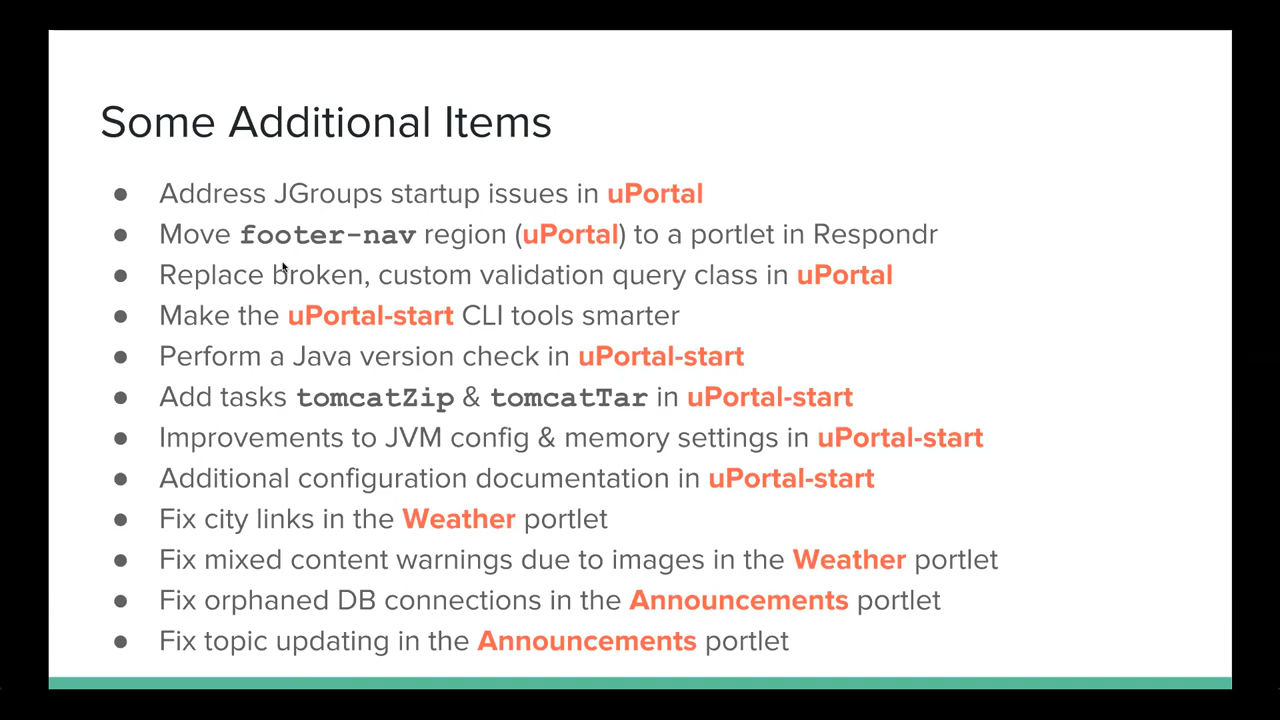 Some Additional Items
● Address JGroups startup issues in uPortal
● Move footer-nav region (uPortal) to a portlet in Respondr
● Replace broken, custom validation query class in uPortal
● Make the uPortal-start CLI tools smarter
● Perform a Java version check in uPortal-start
● Add tasks tomcatZip & tomcatTar in uPortal-start
● Improvements to JVM config & memory settings in uPortal-start
● Additional configuration documentation in uPortal-start
● Fix city links in the Weather portlet
● Fix mixed content warnings due to images in the Weather portlet
● Fix orphaned DB connections in the Announcements portlet
● Fix topic updating in the Announcements portlet